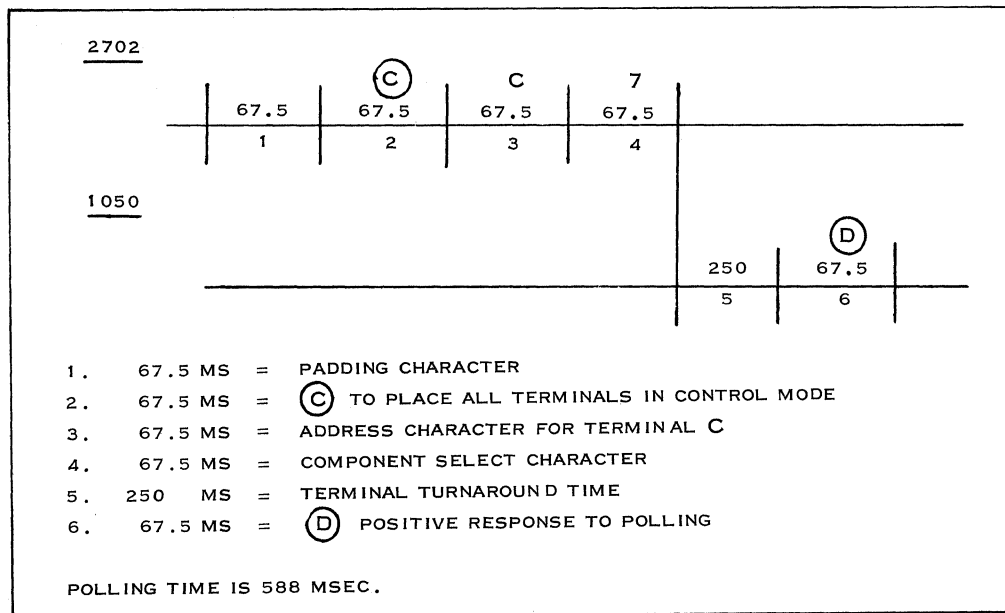 2702
Ⓒ C 7
67.5 67.5 67.5 67.5
1 2 3 4
1050
Ⓓ
250 67.5
5 6
1. 67.5 MS = PADDING CHARACTER
2. 67.5 MS = Ⓒ TO PLACE ALL TERMINALS IN CONTROL MODE
3. 67.5 MS = ADDRESS CHARACTER FOR TERMINAL C
4. 67.5 MS = COMPONENT SELECT CHARACTER
5. 250 MS = TERMINAL TURNAROUND TIME
6. 67.5 MS = Ⓓ POSITIVE RESPONSE TO POLLING
POLLING TIME IS 588 MSEC.